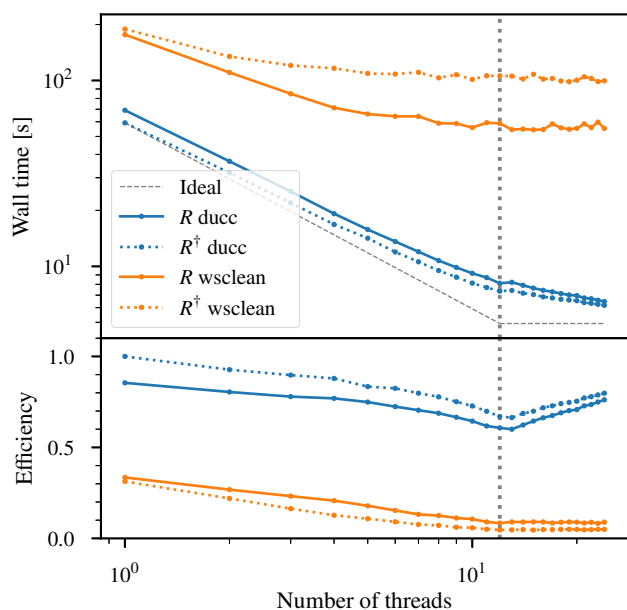 10²
10¹
Wall time [s]
Ideal
R ducc
R† ducc
R wsclean
R† wsclean
1.0
0.5
0.0
Efficiency
10⁰
10¹
Number of threads